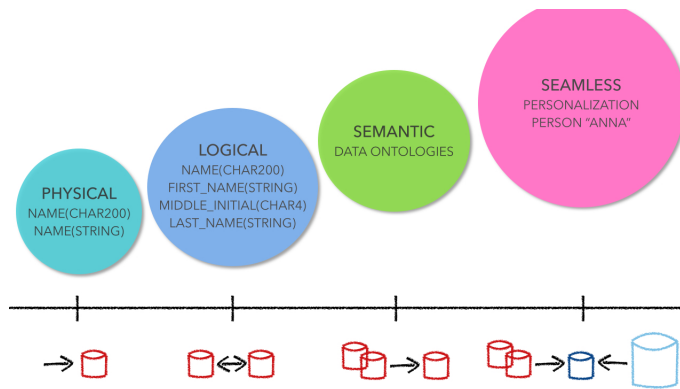 PHYSICAL
NAME(CHAR200)
NAME(STRING)
LOGICAL
NAME(CHAR200)
FIRST_NAME(STRING)
MIDDLE_INITIAL(CHAR4)
LAST_NAME(STRING)
SEMANTIC
DATA ONTOLOGIES
SEAMLESS
PERSONALIZATION
PERSON “ANNA”